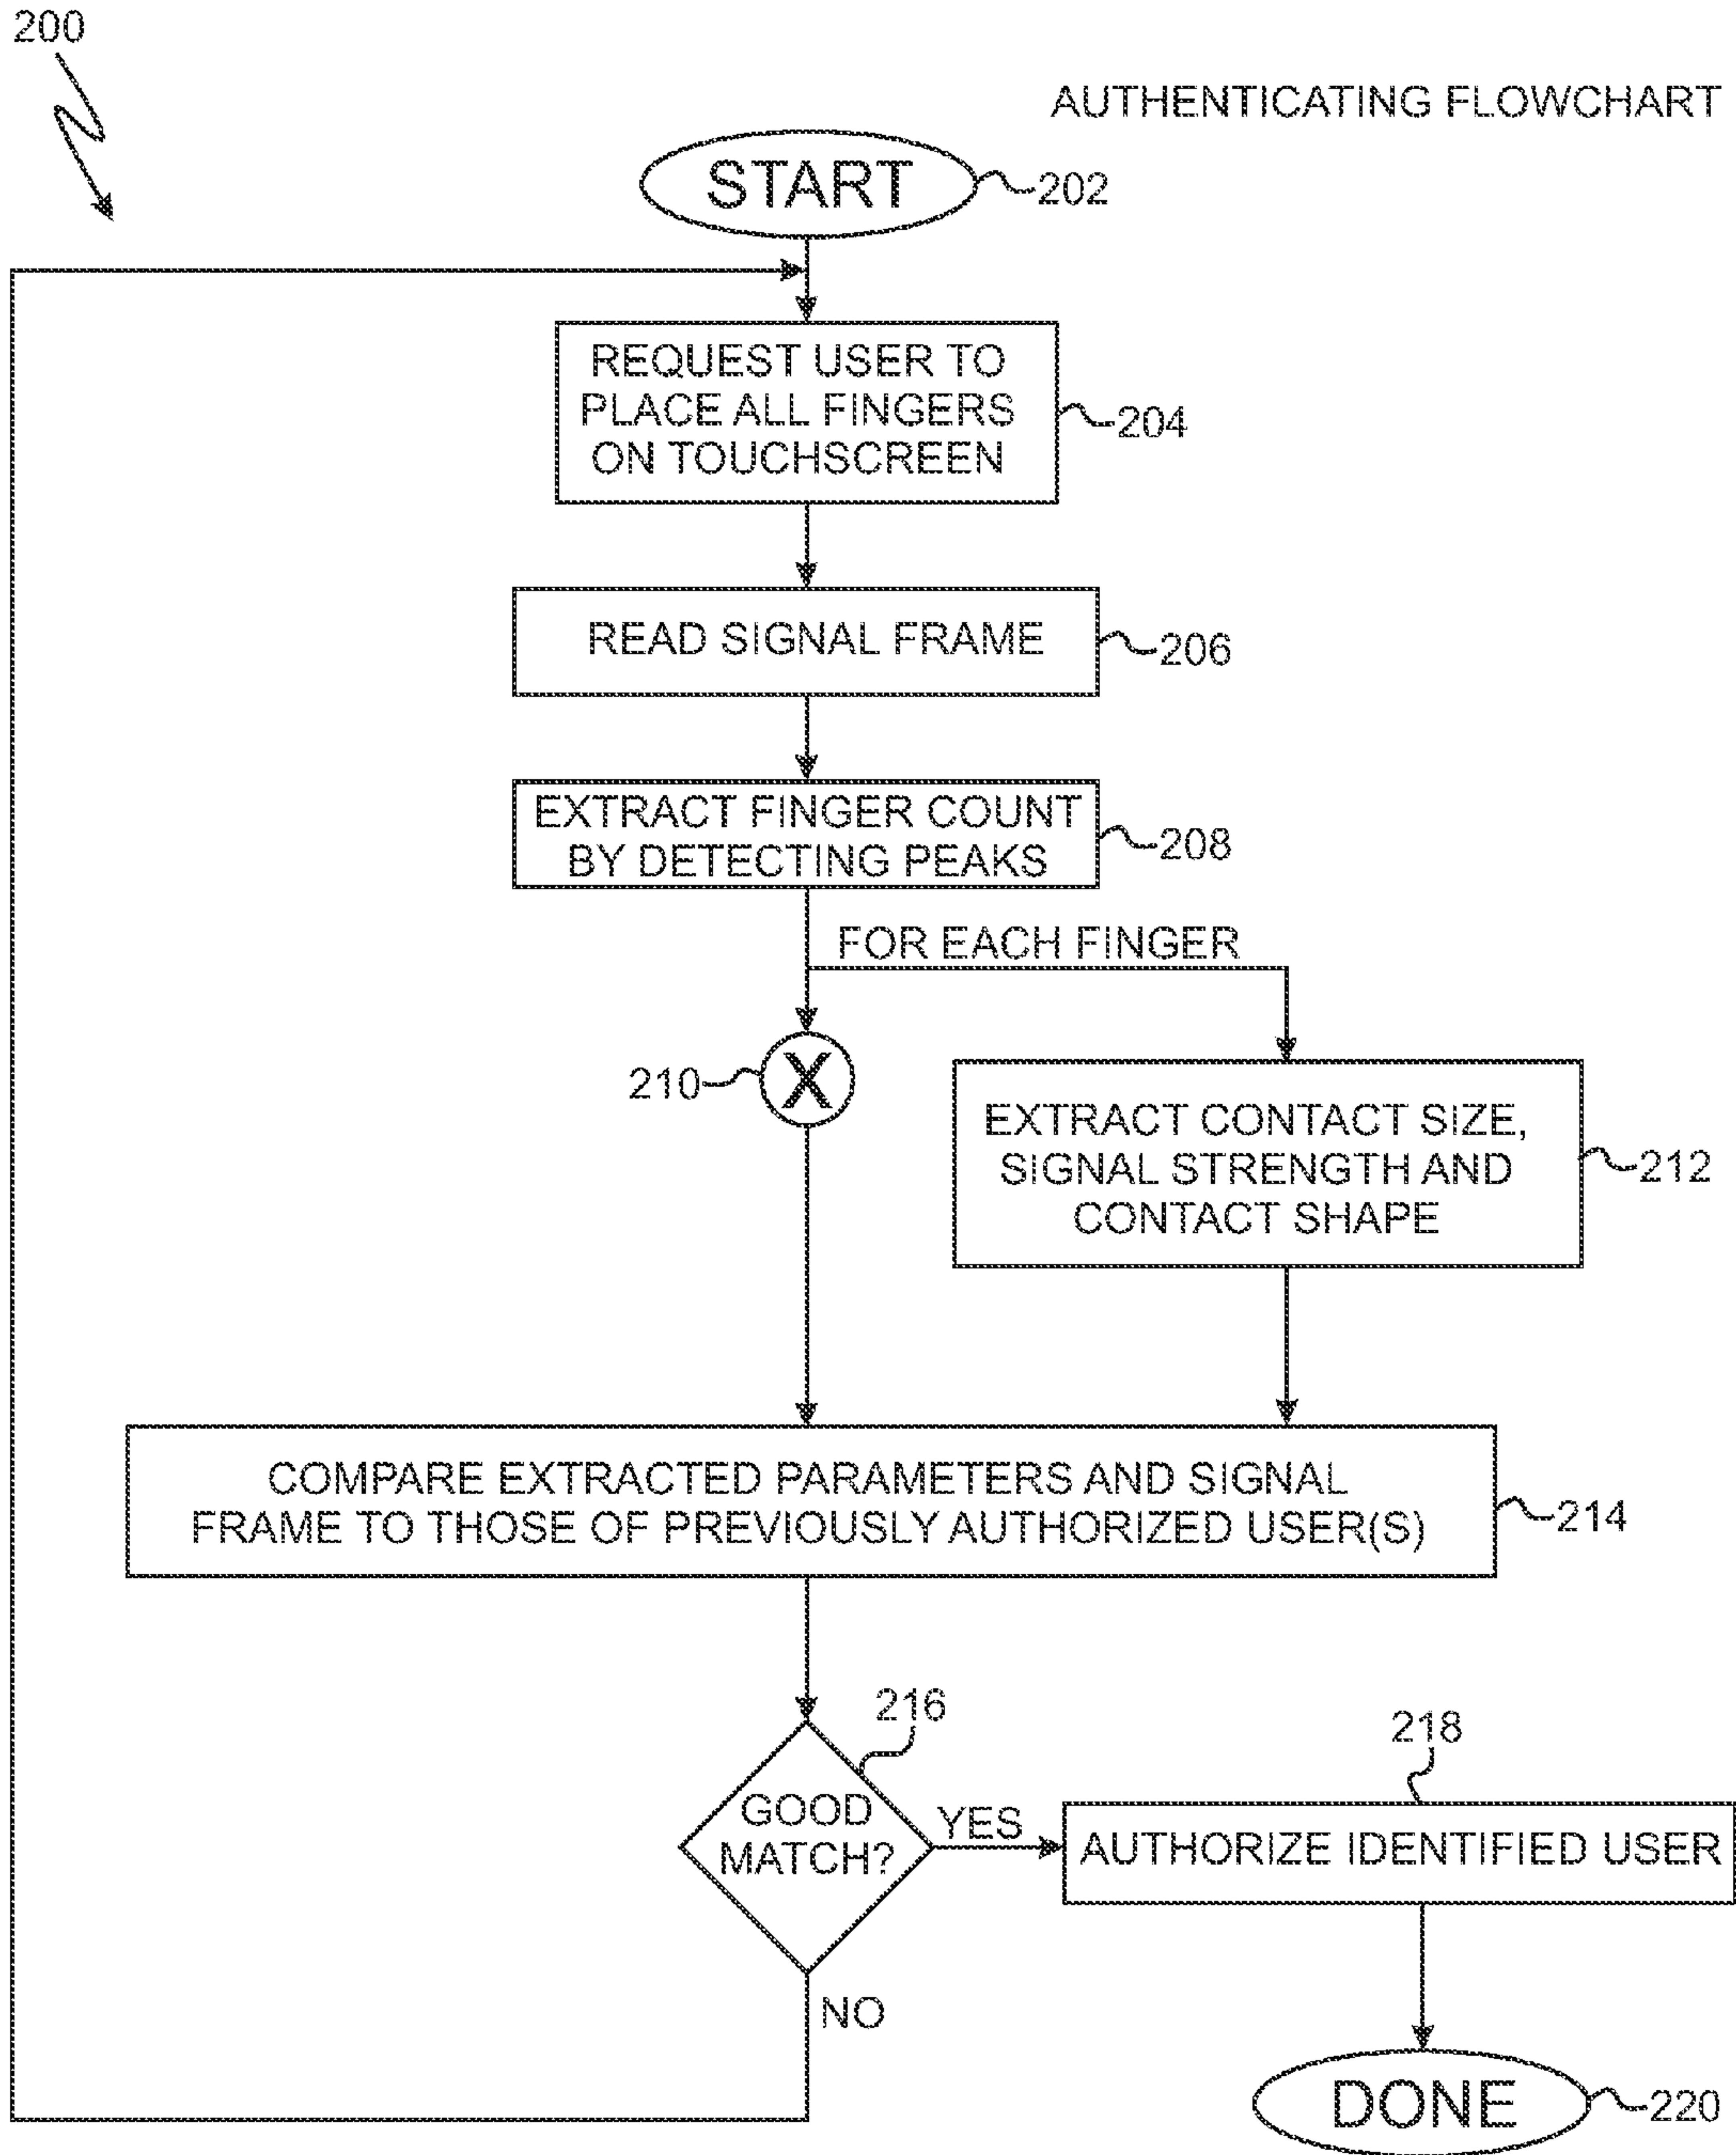 200
AUTHENTICATING FLOWCHART
START
202
REQUEST USER TO
PLACE ALL FINGERS
ON TOUCHSCREEN
204
READ SIGNAL FRAME
206
EXTRACT FINGER COUNT
BY DETECTING PEAKS
208
FOR EACH FINGER
210
X
EXTRACT CONTACT SIZE,
SIGNAL STRENGTH AND
CONTACT SHAPE
212
COMPARE EXTRACTED PARAMETERS AND SIGNAL
FRAME TO THOSE OF PREVIOUSLY AUTHORIZED USER(S)
214
216
GOOD
MATCH?
YES
218
AUTHORIZE IDENTIFIED USER
NO
DONE
220